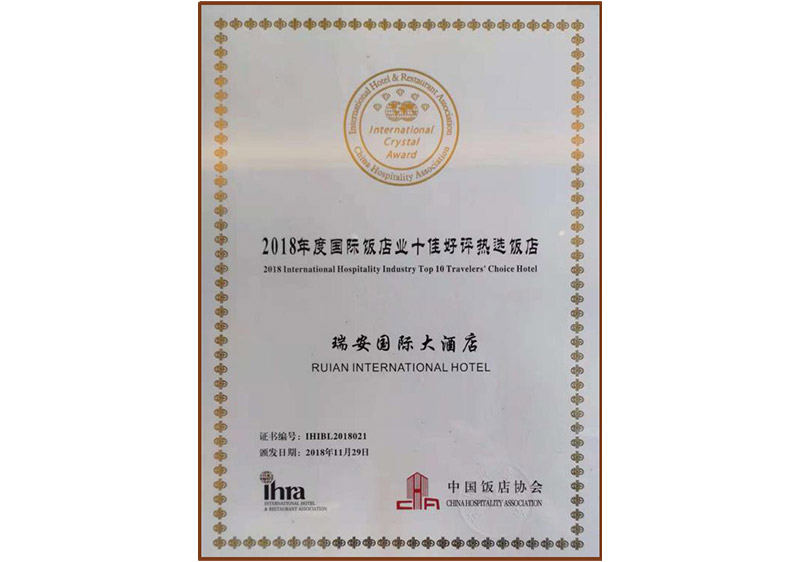 International Hotel & Restaurant Association
International
Crystal
Award
China Hospitality Association
2018年度国际饭店业十佳好评热选饭店
2018 International Hospitality Industry Top 10 Travelers' Choice Hotel
瑞安国际大酒店
RUIAN INTERNATIONAL HOTEL
证书编号：IHIBL2018021
颁发日期：2018年11月29日
ihra
INTERNATIONAL HOTEL
& RESTAURANT ASSOCIATION
CHA
中国饭店协会
CHINA HOSPITALITY ASSOCIATION